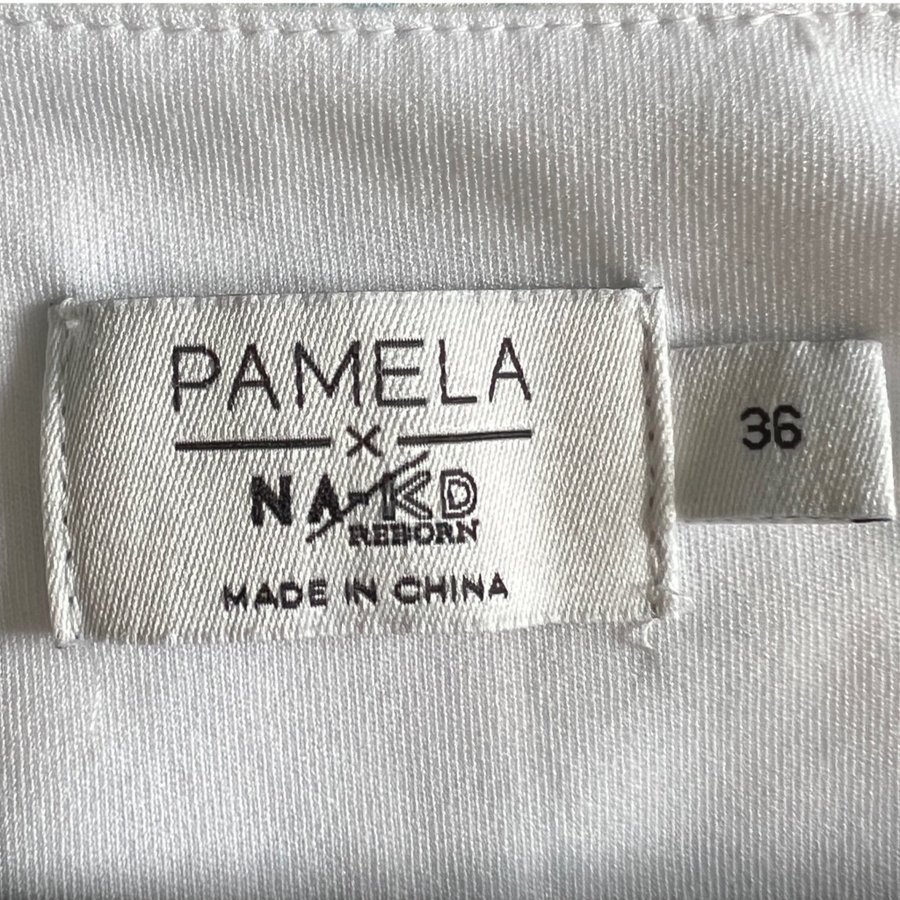 PAMELA
X
NA-KD
REBORN
MADE IN CHINA
36